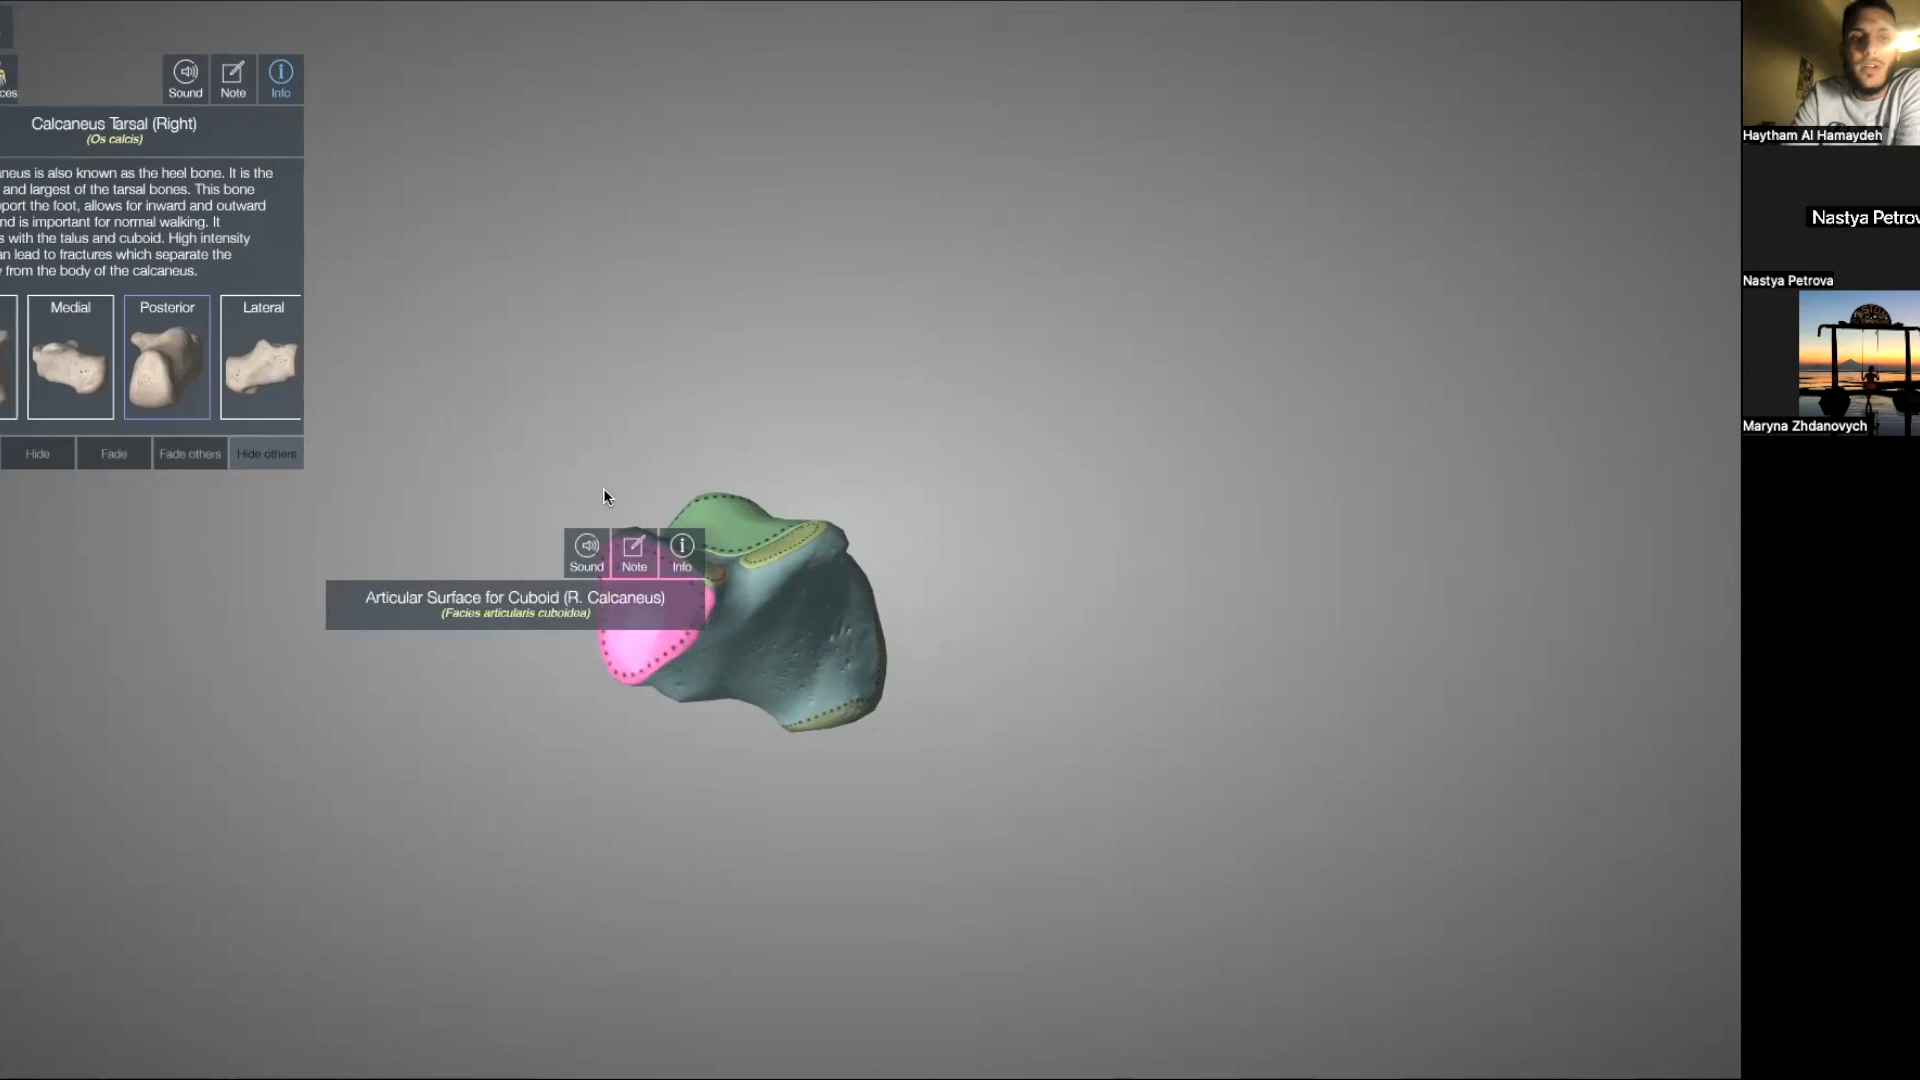 ces
Sound
Note
Info
Calcaneus Tarsal (Right)
(Os calcis)
neus is also known as the heel bone. It is the
and largest of the tarsal bones. This bone
port the foot, allows for inward and outward
nd is important for normal walking. It
s with the talus and cuboid. High intensity
an lead to fractures which separate the
y from the body of the calcaneus.
Medial
Posterior
Lateral
Hide
Fade
Fade others
Hide others
Sound
Note
Info
Articular Surface for Cuboid (R. Calcaneus)
(Facies articularis cuboidea)
Haytham Al Hamaydeh
Nastya Petrov
Nastya Petrova
Maryna Zhdanovych